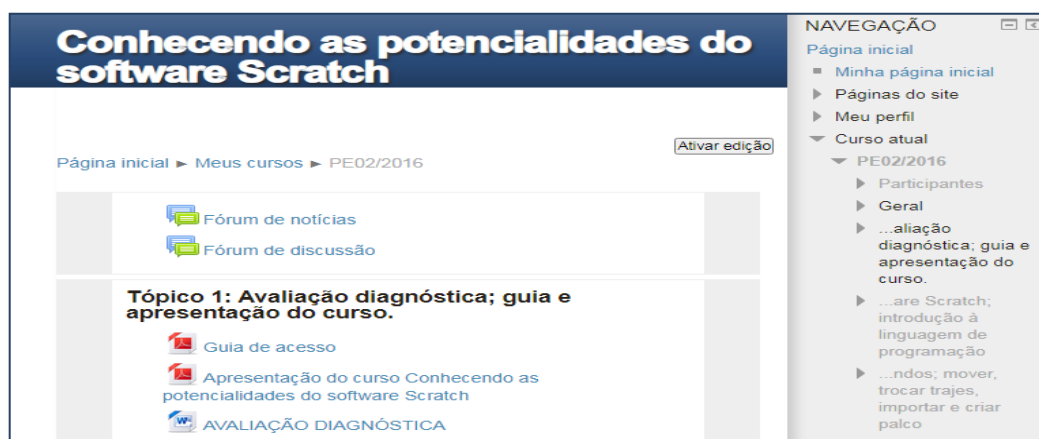 Conhecendo as potencialidades do
software Scratch
Ativar edição
Página inicial ► Meus cursos ► PE02/2016
Fórum de notícias
Fórum de discussão
Tópico 1: Avaliação diagnóstica; guia e
apresentação do curso.
Guia de acesso
Apresentação do curso Conhecendo as
potencialidades do software Scratch
AVALIAÇÃO DIAGNÓSTICA
NAVEGAÇÃO
Página inicial
Minha página inicial
Páginas do site
Meu perfil
Curso atual
PE02/2016
Participantes
Geral
...aliação
diagnóstica; guia e
apresentação do
curso.
...are Scratch;
introdução à
linguagem de
programação
...ndos; mover,
trocar trajes,
importar e criar
palco